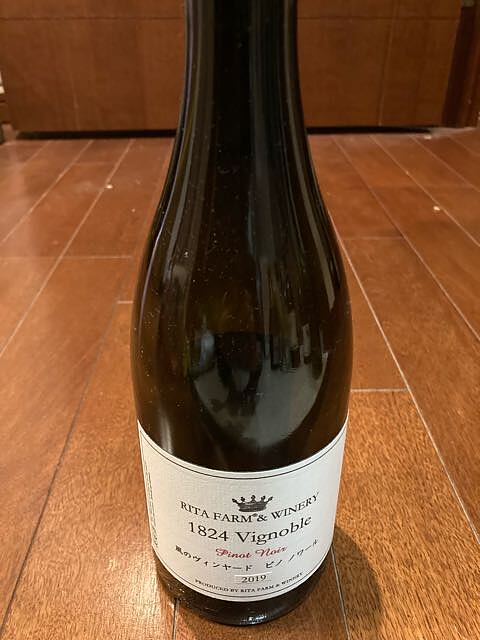 RITA FARM® & WINERY
1824 Vignoble
Pinot Noir
風のヴィンヤード ピノ ノワール
2019
PRODUCED BY RITA FARM & WINERY